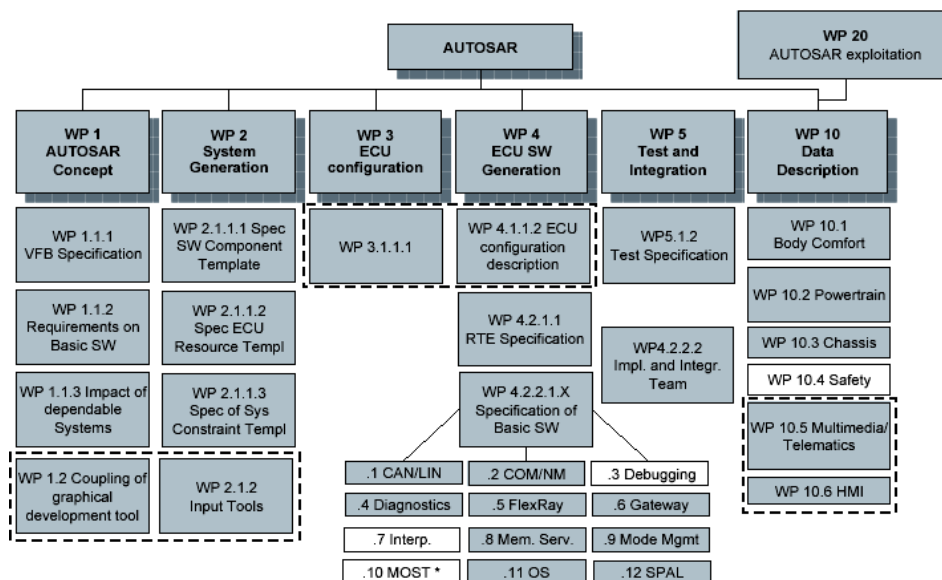 AUTOSAR
WP 20
AUTOSAR exploitation
WP 1
AUTOSAR
Concept
WP 2
System
Generation
WP 3
ECU
configuration
WP 4
ECU SW
Generation
WP 5
Test and
Integration
WP 10
Data
Description
WP 1.1.1
VFB Specification
WP 2.1.1.1 Spec
SW Component
Template
WP 3.1.1.1
WP 4.1.1.2 ECU
configuration
description
WP5.1.2
Test Specification
WP 10.1
Body Comfort
WP 1.1.2
Requirements on
Basic SW
WP 2.1.1.2
Spec ECU
Resource Templ
WP 4.2.1.1
RTE Specification
WP4.2.2.2
Impl. and Integr.
Team
WP 10.2 Powertrain
WP 10.3 Chassis
WP 10.4 Safety
WP 1.1.3 Impact of
dependable
Systems
WP 2.1.1.3
Spec of Sys
Constraint Templ
WP 4.2.2.1.X
Specification of
Basic SW
WP 10.5 Multimedia/
Telematics
WP 10.6 HMI
WP 1.2 Coupling of
graphical
development tool
WP 2.1.2
Input Tools
.1 CAN/LIN
.2 COM/NM
.3 Debugging
.4 Diagnostics
.5 FlexRay
.6 Gateway
.7 Interp.
.8 Mem. Serv.
.9 Mode Mgmt
.10 MOST *
.11 OS
.12 SPAL